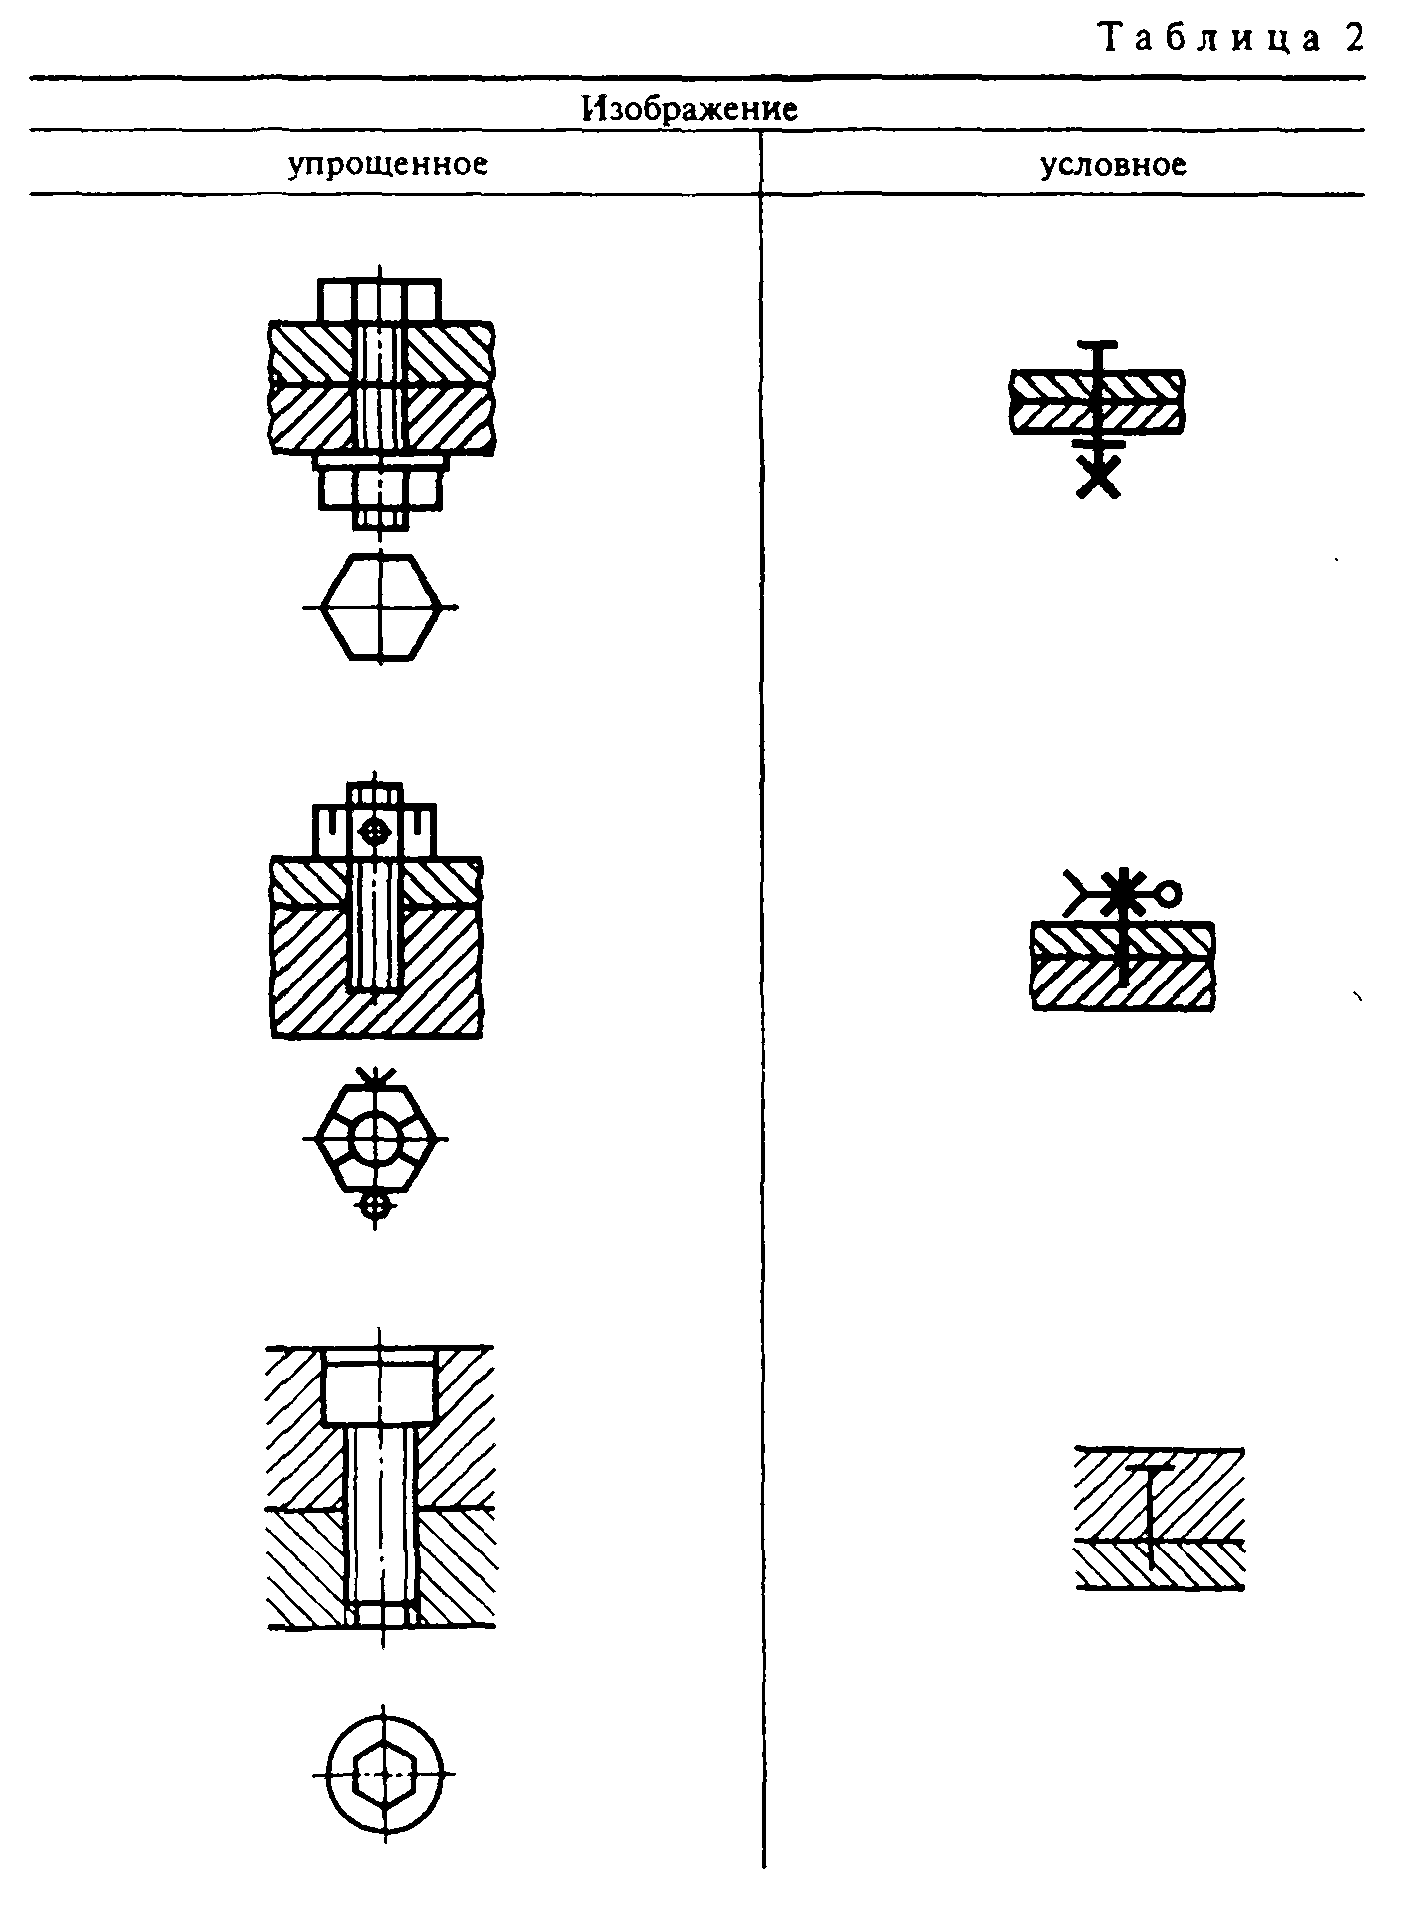 Таблица 2
Изображение
упрощенное
условное